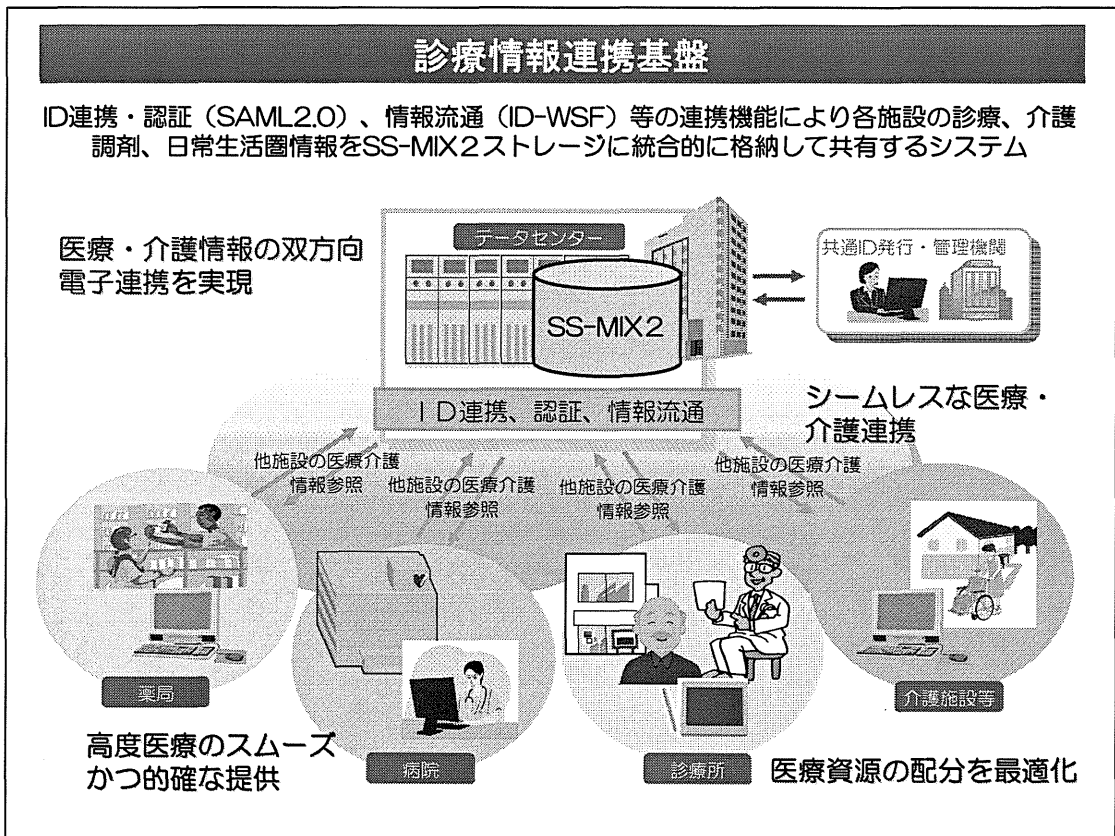 診療情報連携基盤
ID連携・認証（SAML2.0）、情報流通（ID-WSF）等の連携機能により各施設の診療、介護
調剤、日常生活圏情報をSS-MIX2ストレージに統合的に格納して共有するシステム
医療・介護情報の双方向
電子連携を実現
データセンター
SS-MIX2
共通ID発行・管理機関
ID連携、認証、情報流通
シームレスな医療・
介護連携
他施設の医療介護
情報参照
他施設の医療介護
情報参照
他施設の医療介護
情報参照
他施設の医療介護
情報参照
薬局
病院
診療所
介護施設等
高度医療のスムーズ
かつ的確な提供
医療資源の配分を最適化